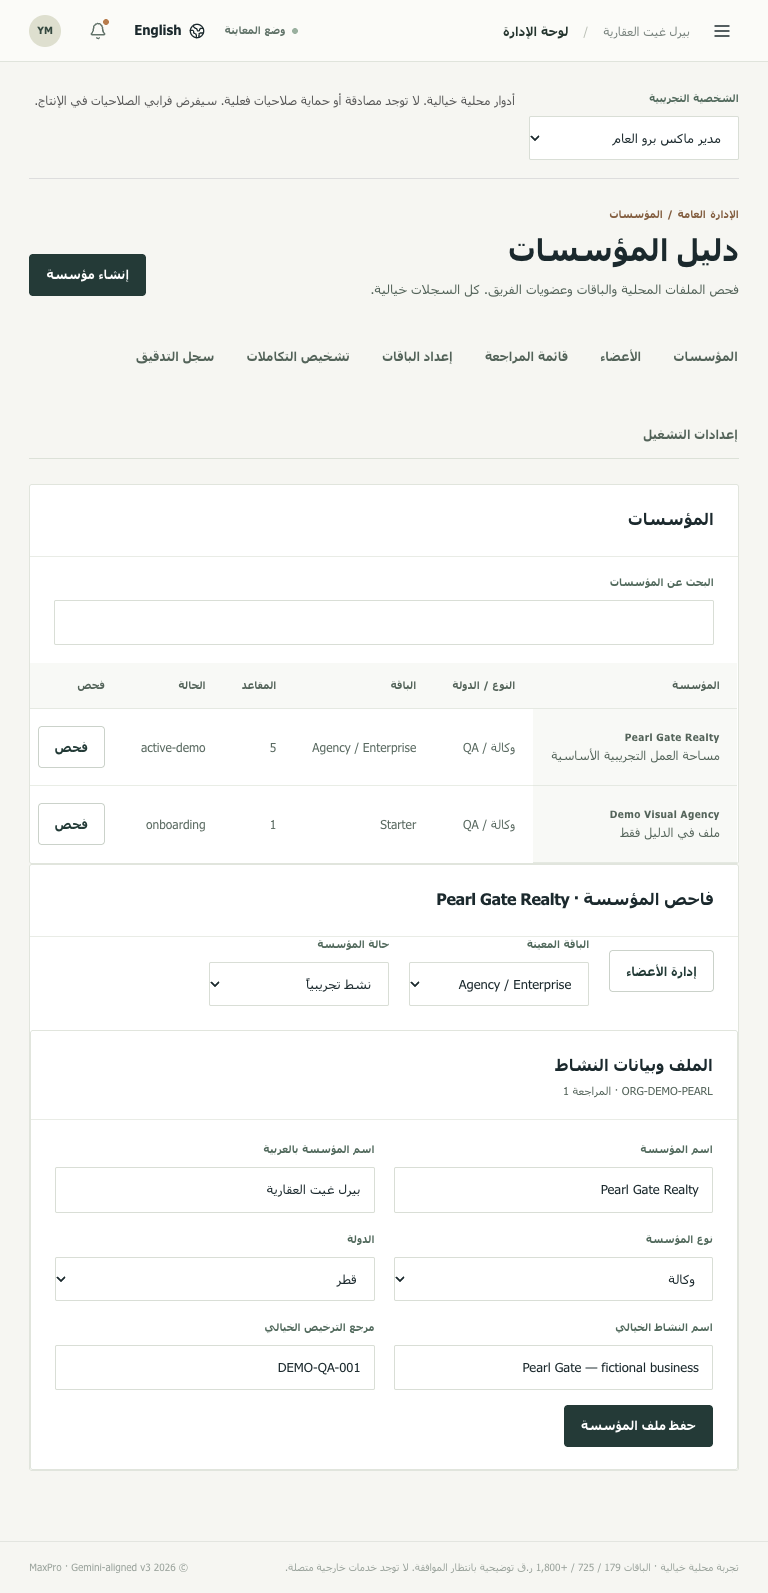 بيرل غيت العقارية / لوحة الإدارة
وضع المعاينة
English
YM
الشخصية التجريبية
أدوار محلية خيالية. لا توجد مصادقة أو حماية صلاحيات فعلية. سيفرض فرابي الصلاحيات في الإنتاج.
مدير ماكس برو العام
الإدارة العامة / المؤسسات
دليل المؤسسات
إنشاء مؤسسة
فحص الملفات المحلية والباقات وعضويات الفريق. كل السجلات خيالية.
المؤسسات الأعضاء قائمة المراجعة إعداد الباقات تشخيص التكاملات سجل التدقيق
إعدادات التشغيل
المؤسسات
البحث عن المؤسسات
المؤسسة النوع / الدولة الباقة المقاعد الحالة فحص
Pearl Gate Realty
مساحة العمل التجريبية الأساسية
وكالة / QA Agency / Enterprise 5 active-demo فحص
Demo Visual Agency
ملف في الدليل فقط
وكالة / QA Starter 1 onboarding فحص
فاحص المؤسسة · Pearl Gate Realty
إدارة الأعضاء
الباقة المعينة
Agency / Enterprise
حالة المؤسسة
نشط تجريبياً
الملف وبيانات النشاط
ORG-DEMO-PEARL · المراجعة 1
اسم المؤسسة
Pearl Gate Realty
اسم المؤسسة بالعربية
بيرل غيت العقارية
نوع المؤسسة
وكالة
الدولة
قطر
اسم النشاط الخيالي
Pearl Gate — fictional business
مرجع الترخيص الخيالي
DEMO-QA-001
حفظ ملف المؤسسة
تجربة محلية خيالية · الباقات 179 / 725 / +1,800 ر.ق توضيحية بانتظار الموافقة. لا توجد خدمات خارجية متصلة.
© 2026 MaxPro · Gemini-aligned v3